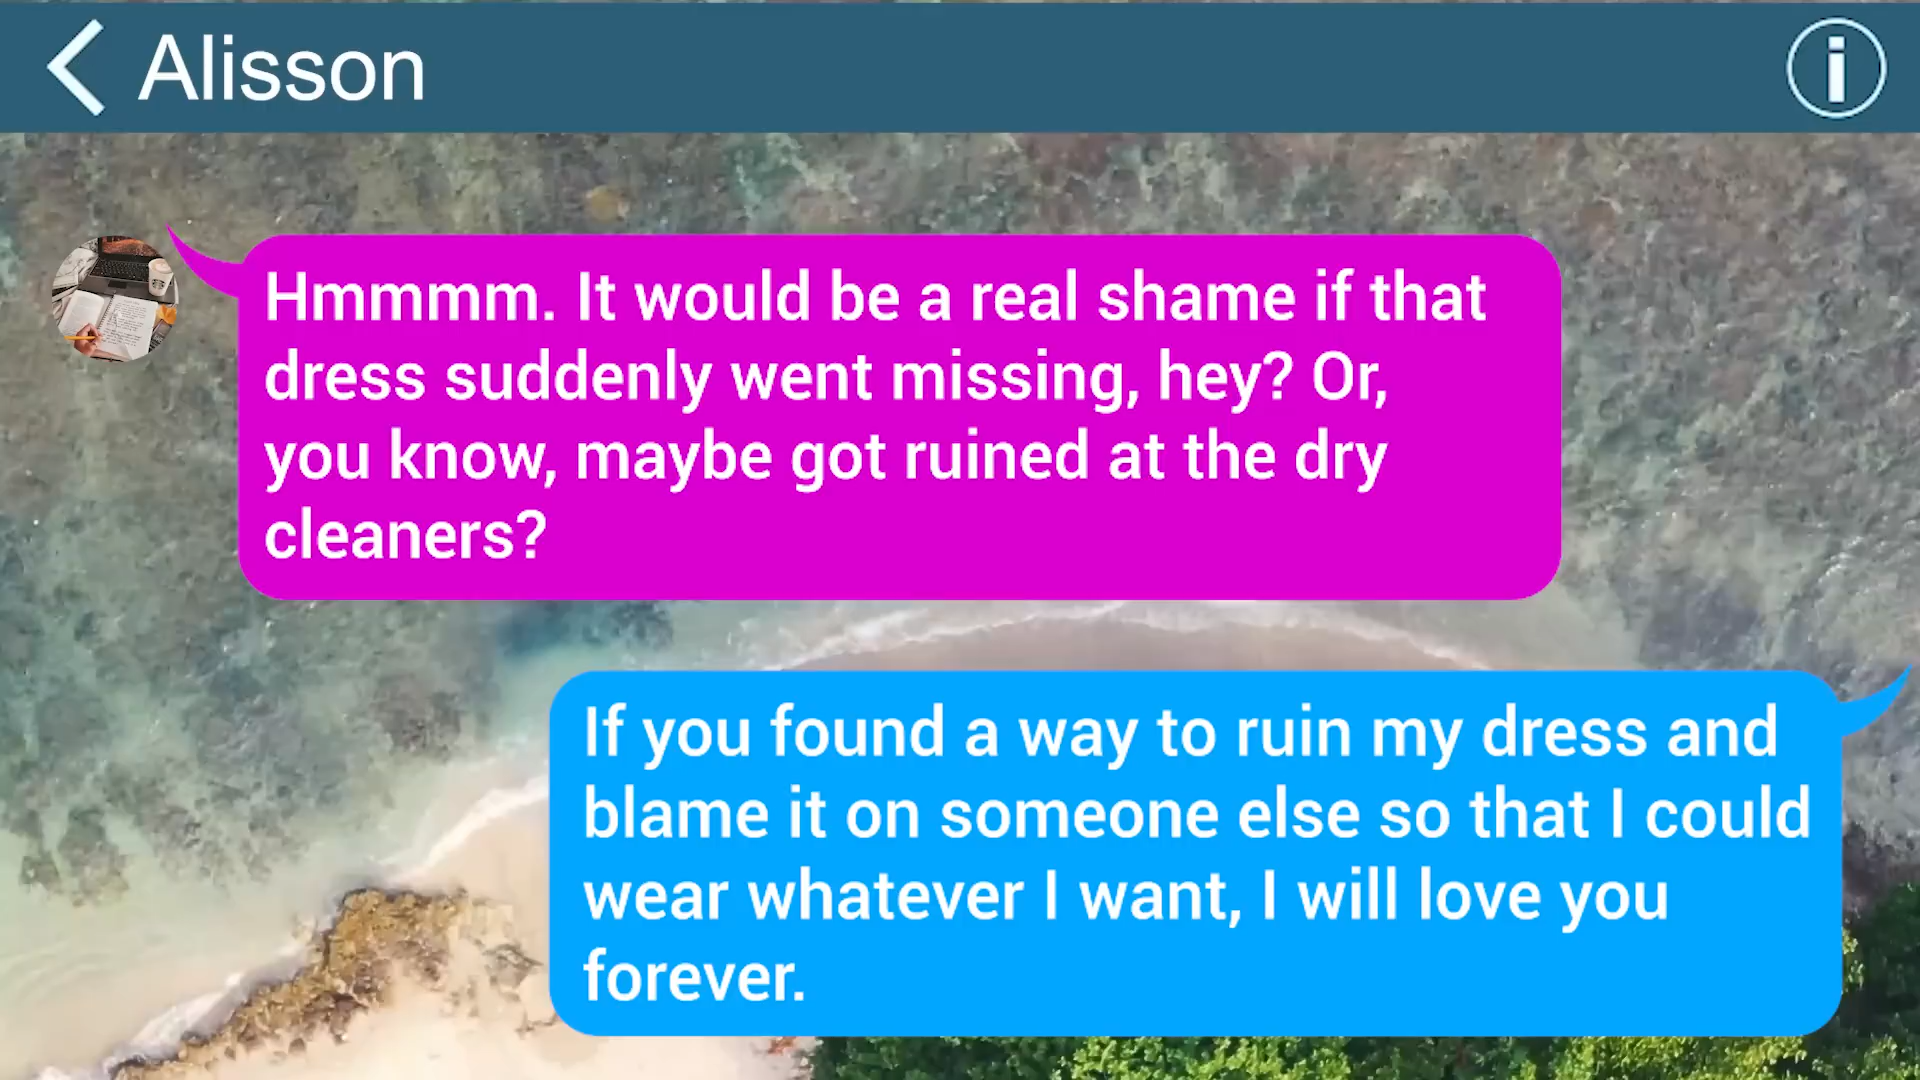 Alisson
Hmmmm. It would be a real shame if that
dress suddenly went missing, hey? Or,
you know, maybe got ruined at the dry
cleaners?
If you found a way to ruin my dress and
blame it on someone else so that I could
wear whatever I want, I will love you
forever.